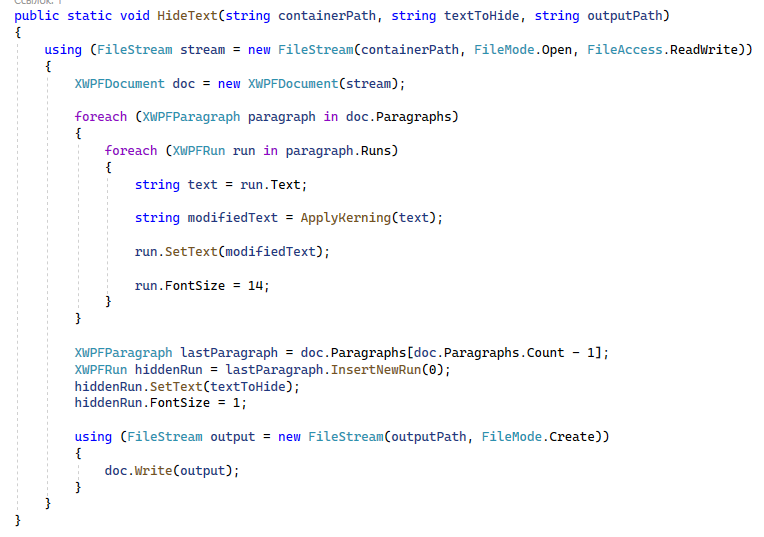 Ссылок: 1
public static void HideText(string containerPath, string textToHide, string outputPath)
{
    using (FileStream stream = new FileStream(containerPath, FileMode.Open, FileAccess.ReadWrite))
    {
        XWPFDocument doc = new XWPFDocument(stream);

        foreach (XWPFParagraph paragraph in doc.Paragraphs)
        {
            foreach (XWPFRun run in paragraph.Runs)
            {
                string text = run.Text;

                string modifiedText = ApplyKerning(text);

                run.SetText(modifiedText);

                run.FontSize = 14;
            }
        }

        XWPFParagraph lastParagraph = doc.Paragraphs[doc.Paragraphs.Count - 1];
        XWPFRun hiddenRun = lastParagraph.InsertNewRun(0);
        hiddenRun.SetText(textToHide);
        hiddenRun.FontSize = 1;

        using (FileStream output = new FileStream(outputPath, FileMode.Create))
        {
            doc.Write(output);
        }
    }
}